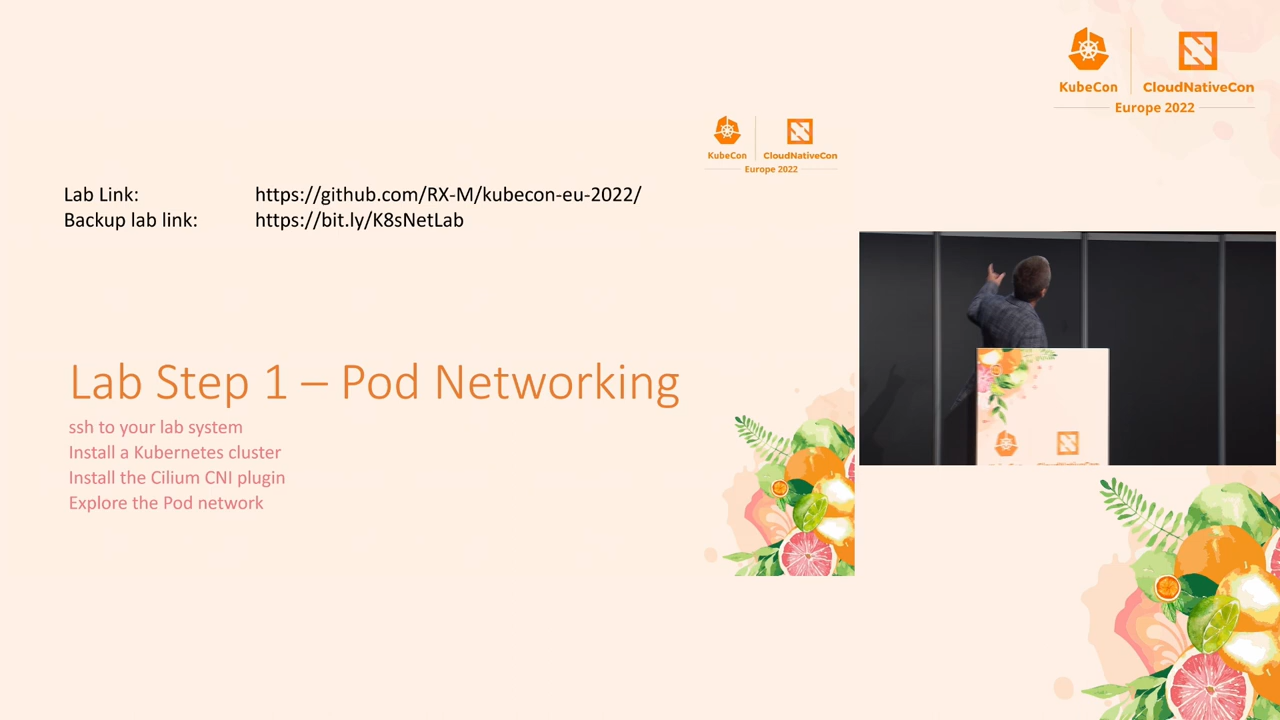 KubeCon
CloudNativeCon
Europe 2022
KubeCon
CloudNativeCon
Europe 2022
Lab Link: https://github.com/RX-M/kubecon-eu-2022/
Backup lab link: https://bit.ly/K8sNetLab
Lab Step 1 – Pod Networking
ssh to your lab system
Install a Kubernetes cluster
Install the Cilium CNI plugin
Explore the Pod network